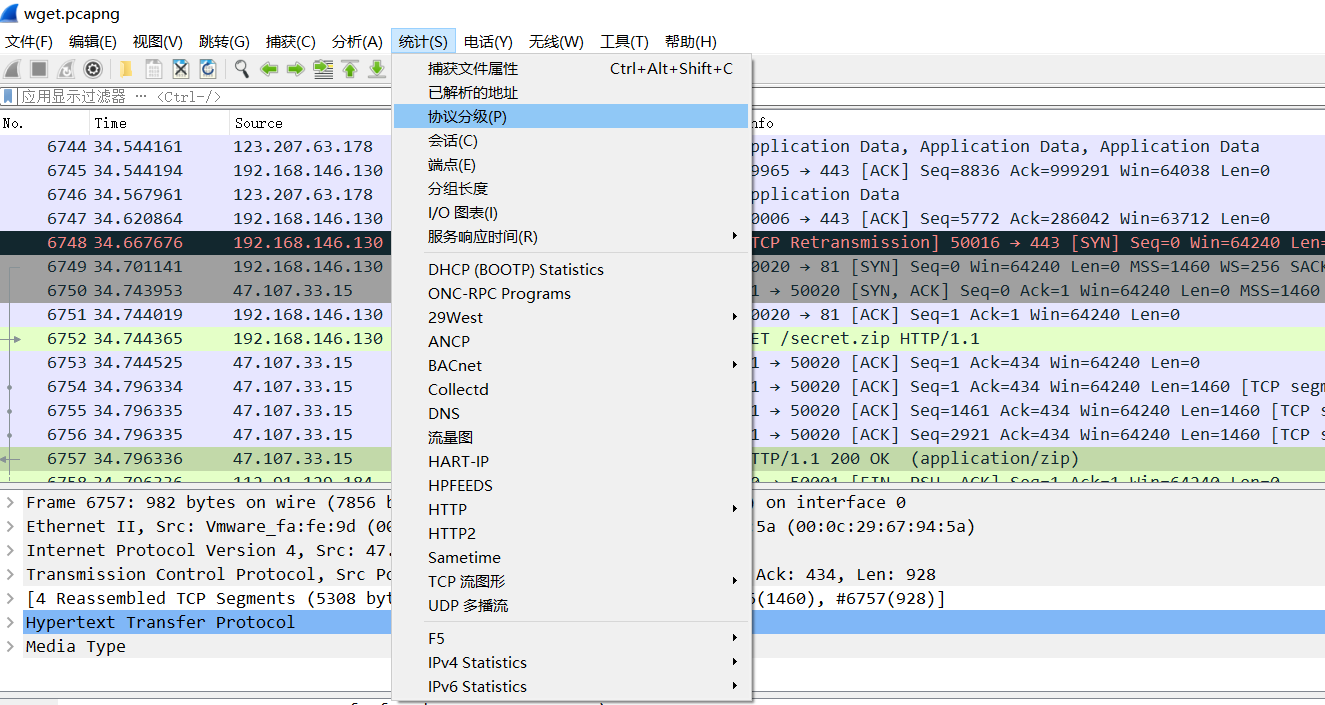 wget.pcapng
文件(F) 编辑(E) 视图(V) 跳转(G) 捕获(C) 分析(A) 统计(S) 电话(Y) 无线(W) 工具(T) 帮助(H)
应用显示过滤器 … <Ctrl-/>
No. Time Source nfo
6744 34.544161 123.207.63.178 pplication Data, Application Data, Application Data
6745 34.544194 192.168.146.130 9965 → 443 [ACK] Seq=8836 Ack=999291 Win=64038 Len=0
6746 34.567961 123.207.63.178 pplication Data
6747 34.620864 192.168.146.130 0006 → 443 [ACK] Seq=5772 Ack=286042 Win=63712 Len=0
6748 34.667676 192.168.146.130 TCP Retransmission] 50016 → 443 [SYN] Seq=0 Win=64240 Len=
6749 34.701141 192.168.146.130 0020 → 81 [SYN] Seq=0 Win=64240 Len=0 MSS=1460 WS=256 SACK
6750 34.743953 47.107.33.15 1 → 50020 [SYN, ACK] Seq=0 Ack=1 Win=64240 Len=0 MSS=1460
6751 34.744019 192.168.146.130 0020 → 81 [ACK] Seq=1 Ack=1 Win=64240 Len=0
6752 34.744365 192.168.146.130 ET /secret.zip HTTP/1.1
6753 34.744525 47.107.33.15 1 → 50020 [ACK] Seq=1 Ack=434 Win=64240 Len=0
6754 34.796334 47.107.33.15 1 → 50020 [ACK] Seq=1 Ack=434 Win=64240 Len=1460 [TCP segm
6755 34.796335 47.107.33.15 1 → 50020 [ACK] Seq=1461 Ack=434 Win=64240 Len=1460 [TCP s
6756 34.796335 47.107.33.15 1 → 50020 [ACK] Seq=2921 Ack=434 Win=64240 Len=1460 [TCP s
6757 34.796336 47.107.33.15 TTP/1.1 200 OK (application/zip)
6758 34.796336 112.91.129.184 → 50001 [FIN, PSH, ACK] Seq=1 Ack=1 Win=64240 Len=0
Frame 6757: 982 bytes on wire (7856 b ) on interface 0
Ethernet II, Src: Vmware_fa:fe:9d (00 5a (00:0c:29:67:94:5a)
Internet Protocol Version 4, Src: 47.
Transmission Control Protocol, Src Po Ack: 434, Len: 928
[4 Reassembled TCP Segments (5308 byt 5(1460), #6757(928)]
Hypertext Transfer Protocol
Media Type
捕获文件属性 Ctrl+Alt+Shift+C
已解析的地址
协议分级(P)
会话(C)
端点(E)
分组长度
I/O 图表(I)
服务响应时间(R)
DHCP (BOOTP) Statistics
ONC-RPC Programs
29West
ANCP
BACnet
Collectd
DNS
流量图
HART-IP
HPFEEDS
HTTP
HTTP2
Sametime
TCP 流图形
UDP 多播流
F5
IPv4 Statistics
IPv6 Statistics